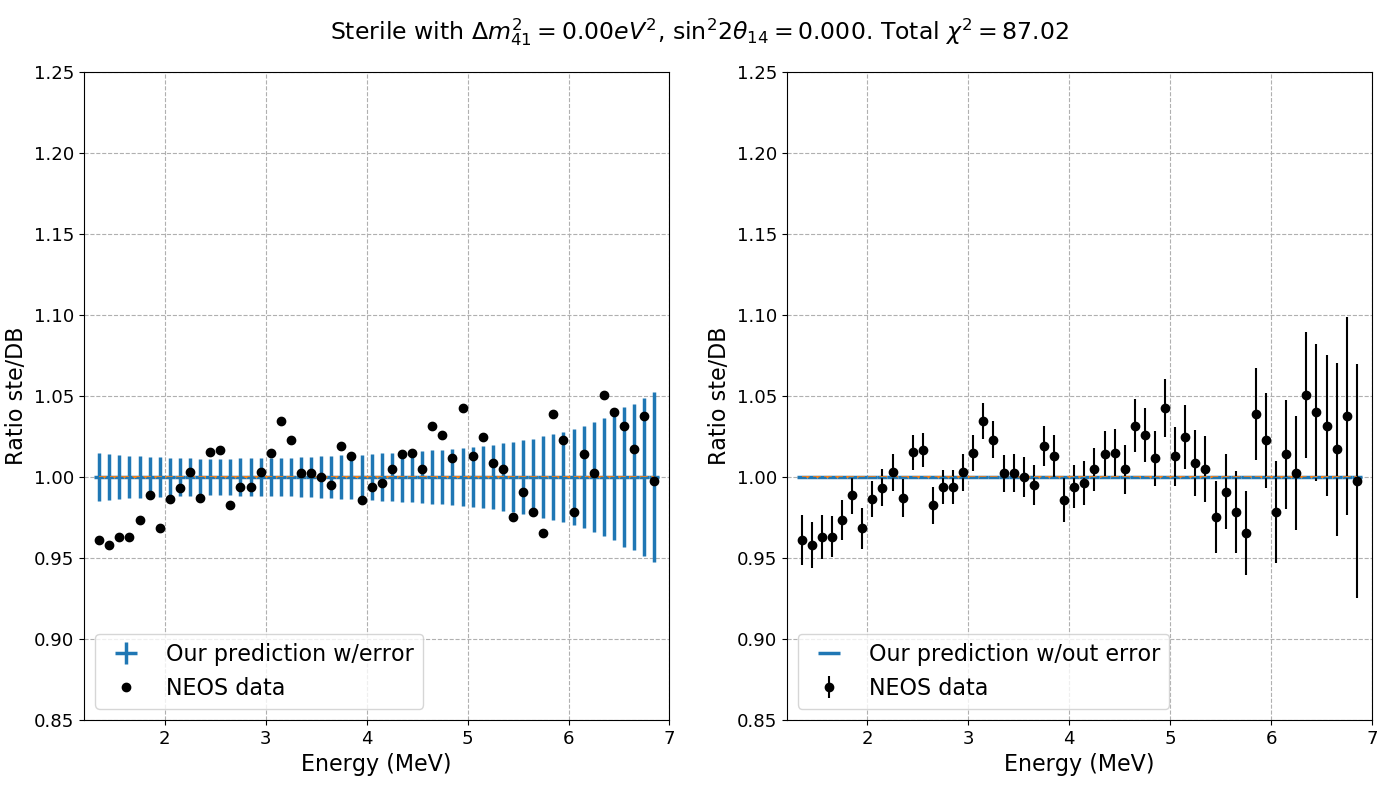 Sterile with Δm²₄₁ = 0.00eV², sin²2θ₁₄ = 0.000. Total χ² = 87.02
Ratio ste/DB
1.25
1.20
1.15
1.10
1.05
1.00
0.95
0.90
0.85
Our prediction w/error
NEOS data
2 3 4 5 6 7
Energy (MeV)
Ratio ste/DB
1.25
1.20
1.15
1.10
1.05
1.00
0.95
0.90
0.85
Our prediction w/out error
NEOS data
2 3 4 5 6 7
Energy (MeV)